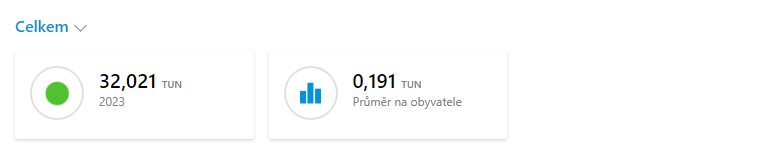 Celkem
32,021 TUN
2023
0,191 TUN
Průměr na obyvatele